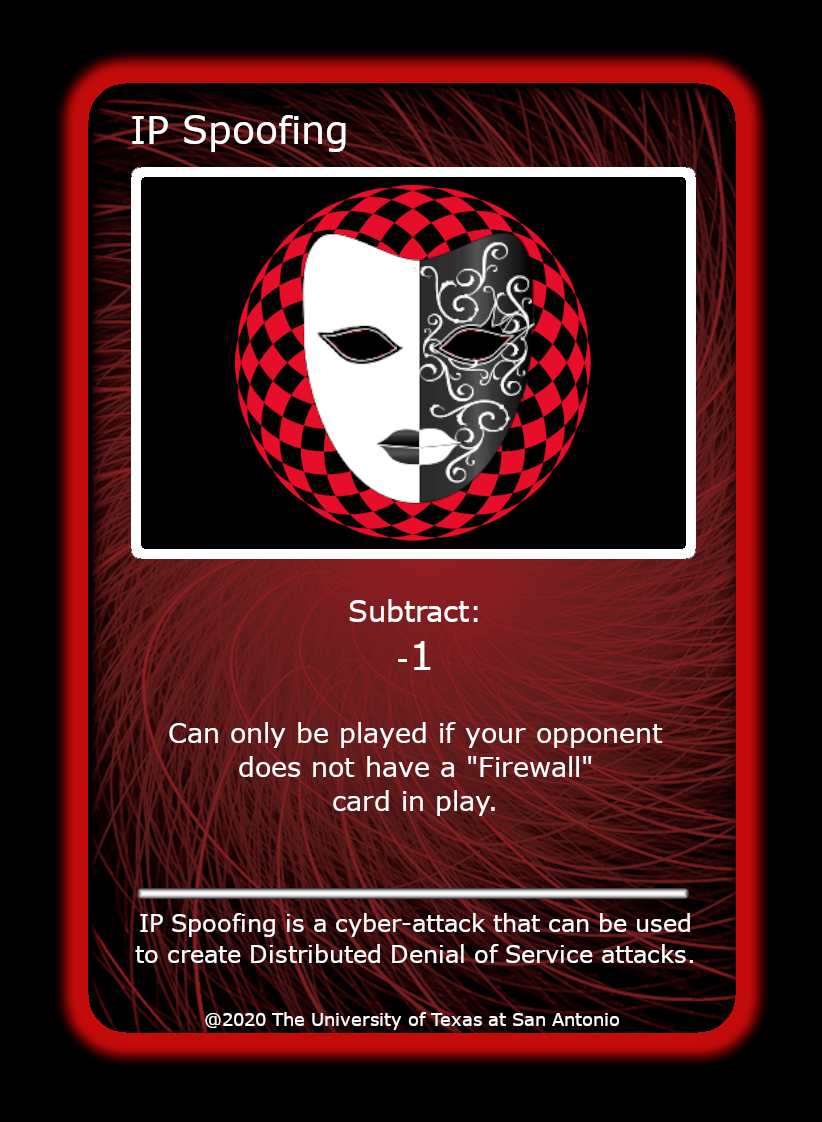 IP Spoofing
Subtract:
-1
Can only be played if your opponent
does not have a "Firewall"
card in play.
IP Spoofing is a cyber-attack that can be used
to create Distributed Denial of Service attacks.
@2020 The University of Texas at San Antonio